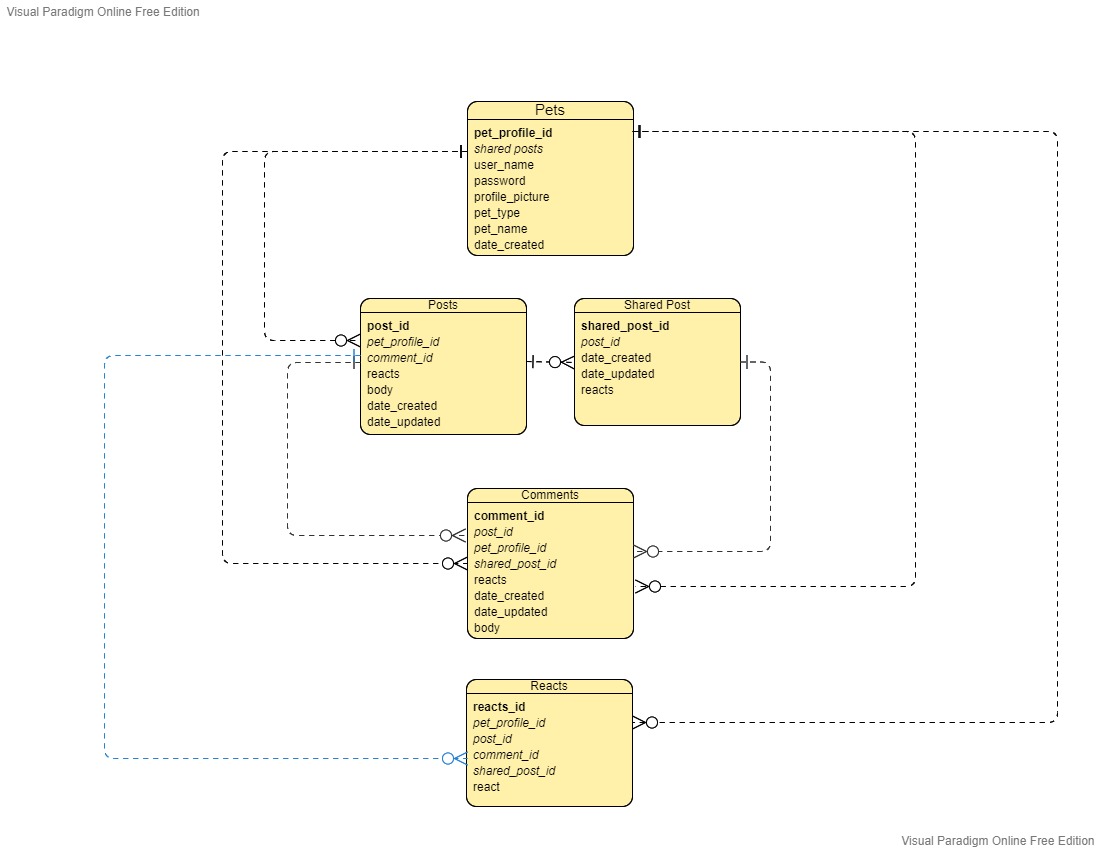 Visual Paradigm Online Free Edition
Pets
pet_profile_id
shared posts
user_name
password
profile_picture
pet_type
pet_name
date_created
Posts
post_id
pet_profile_id
comment_id
reacts
body
date_created
date_updated
Shared Post
shared_post_id
post_id
date_created
date_updated
reacts
Comments
comment_id
post_id
pet_profile_id
shared_post_id
reacts
date_created
date_updated
body
Reacts
reacts_id
pet_profile_id
post_id
comment_id
shared_post_id
react
Visual Paradigm Online Free Edition